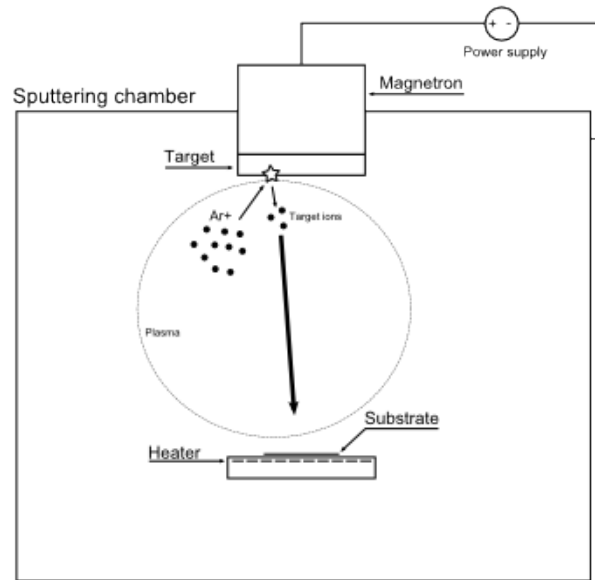 + -
Power supply
Magnetron
Sputtering chamber
Target
Ar+
Target ions
Plasma
Substrate
Heater